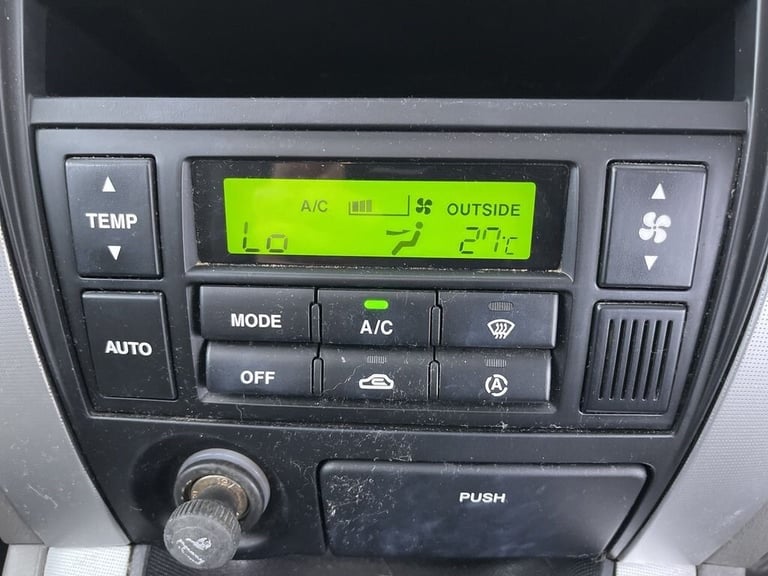 A/C OUTSIDE
Lo 27°C
TEMP
MODE
A/C
AUTO
OFF
A
PUSH